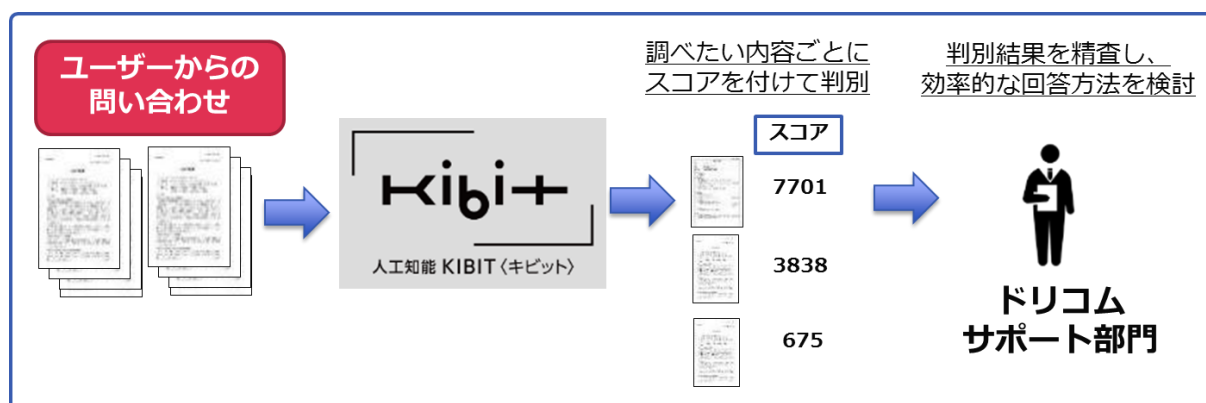 ユーザーからの
問い合わせ
Kibit
人工知能 KIBIT〈キビット〉
調べたい内容ごとに
スコアを付けて判別
スコア
7701
3838
675
判別結果を精査し、
効率的な回答方法を検討
ドリコム
サポート部門